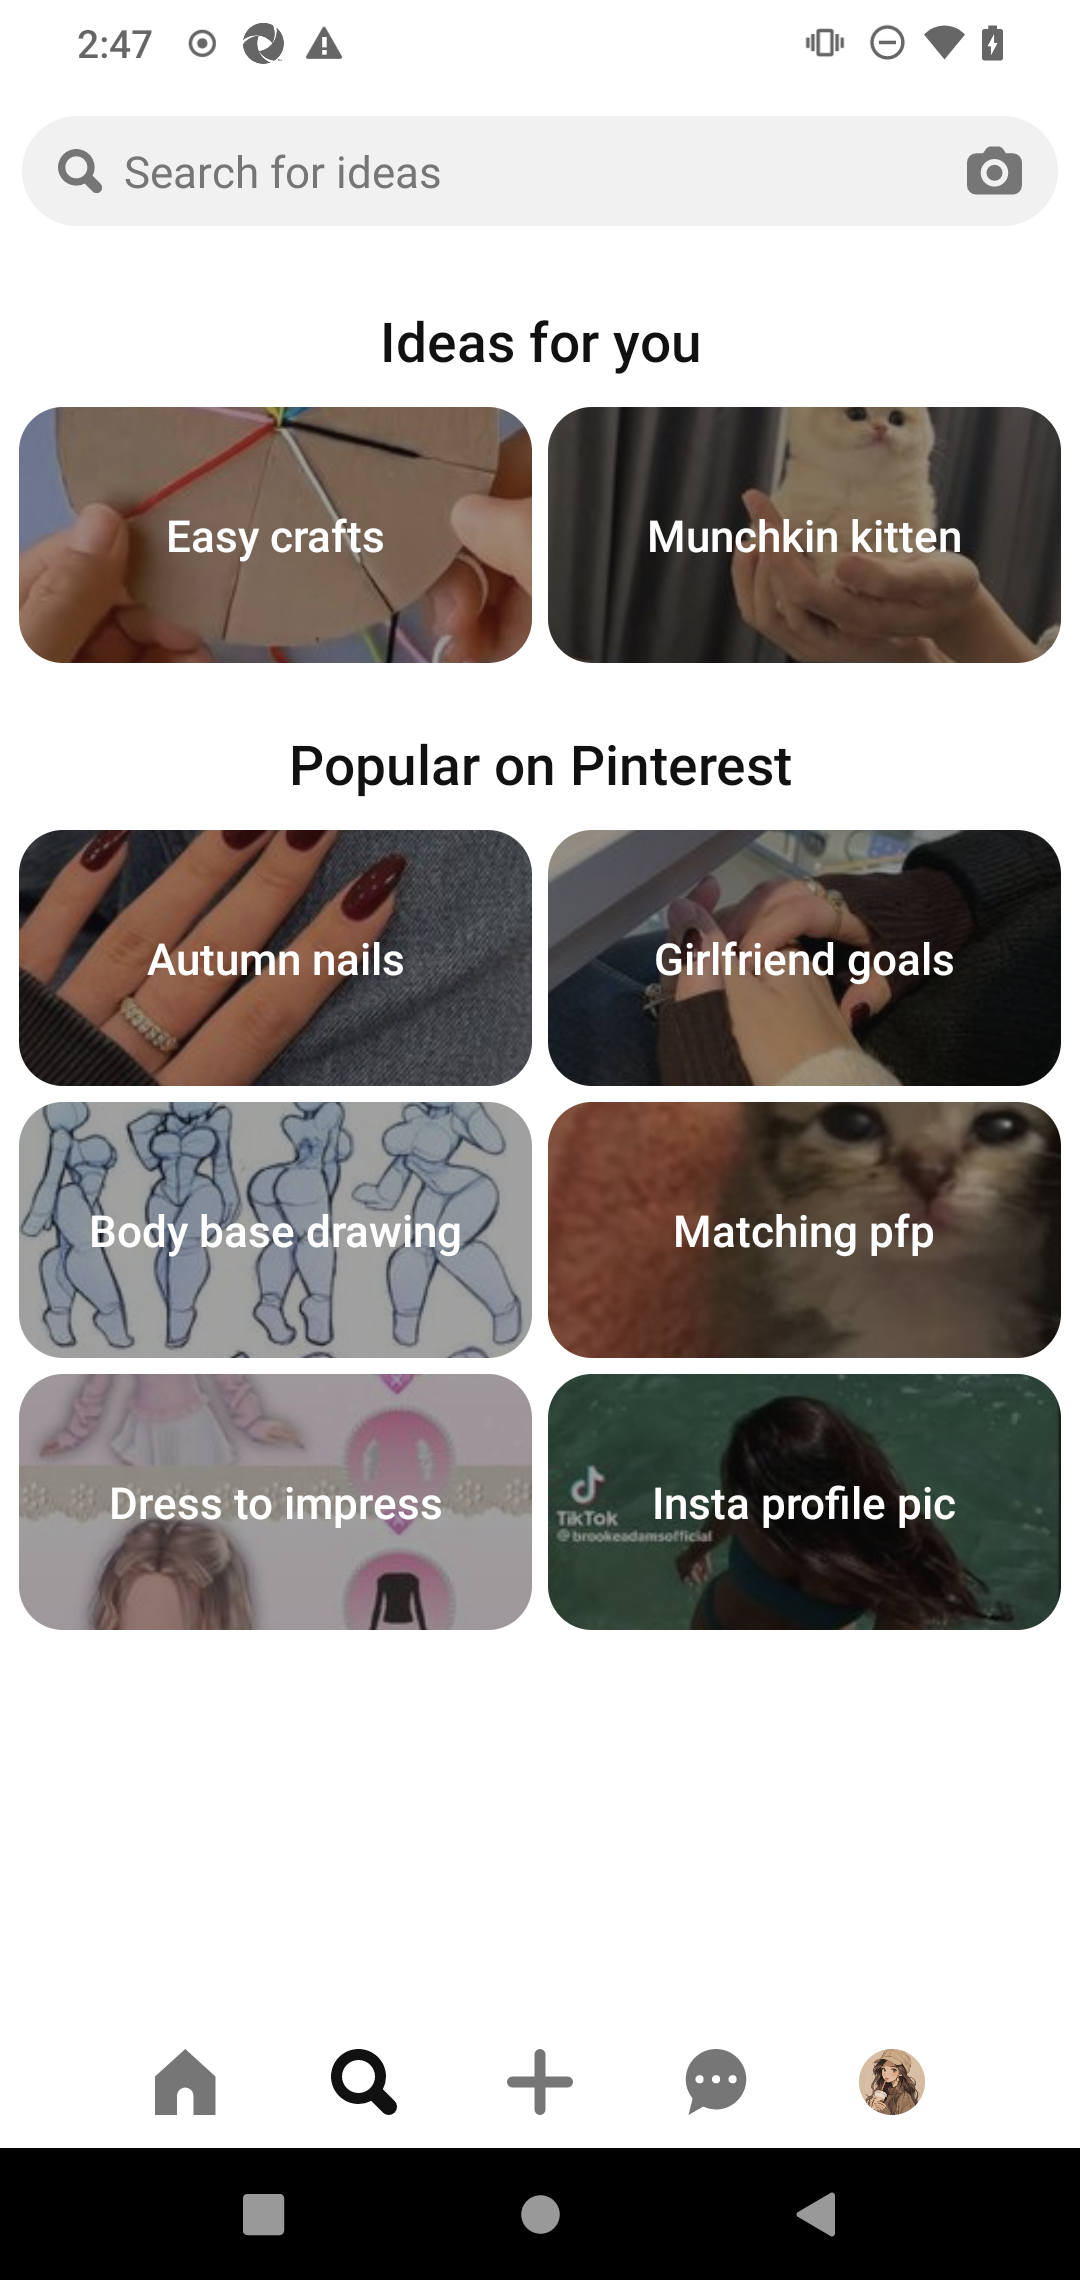 2:47
Search for ideas
Ideas for you
Easy crafts
Munchkin kitten
Popular on Pinterest
Autumn nails
Girlfriend goals
Body base drawing
Matching pfp
Dress to impress
Insta profile pic
TikTok
@brookeadamsofficial